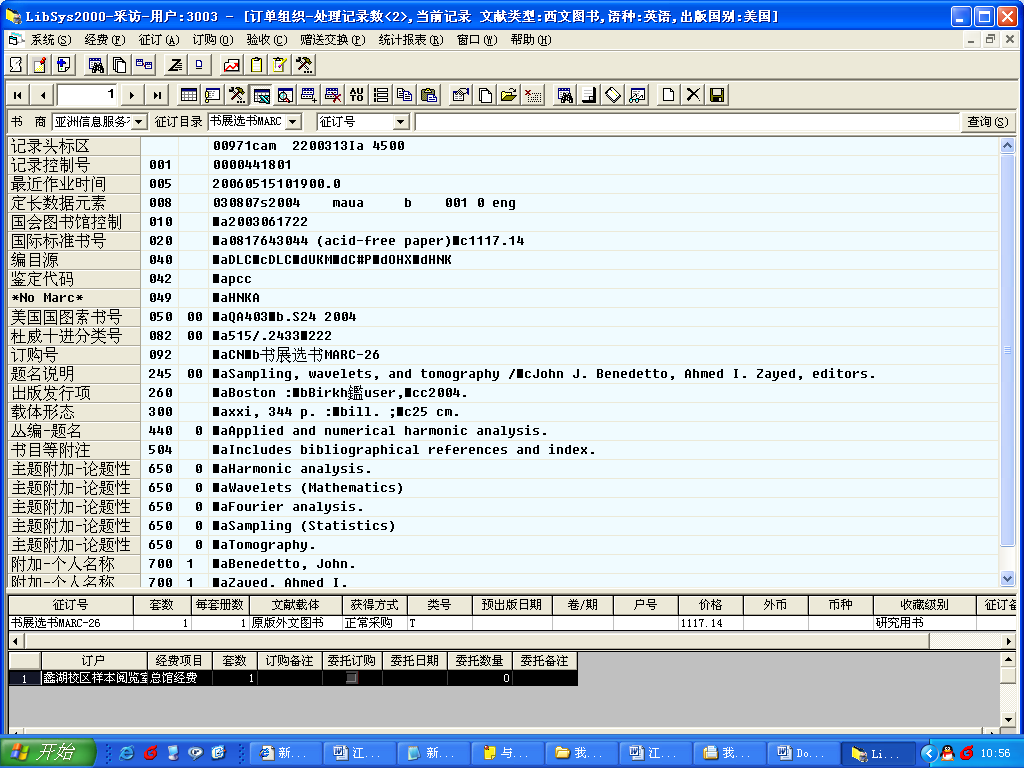 LibSys2000-采访-用户:3003 - [订单组织-处理记录数<2>,当前记录 文献类型:西文图书,语种:英语,出版国别:美国]
系统(S) 经费(F) 征订(A) 订购(O) 验收(C) 赠送交换(P) 统计报表(R) 窗口(W) 帮助(H)
1
书 商 亚洲信息服务 征订目录 书展选书MARC 征订号 查询(S)
记录头标区 00971cam 2200313Ia 4500
记录控制号 001 0000441801
最近作业时间 005 20060515101900.0
定长数据元素 008 030807s2004 maua b 001 0 eng
国会图书馆控制 010 ■a2003061722
国际标准书号 020 ■a0817643044 (acid-free paper)■c1117.14
编目源 040 ■aDLC■cDLC■dUKM■dC#P■dOHX■dHNK
鉴定代码 042 ■apcc
*No Marc* 049 ■aHNKA
美国国图索书号 050 00 ■aQA403■b.S24 2004
杜威十进分类号 082 00 ■a515/.2433■222
订购号 092 ■aCN■b书展选书MARC-26
题名说明 245 00 ■aSampling, wavelets, and tomography /■cJohn J. Benedetto, Ahmed I. Zayed, editors.
出版发行项 260 ■aBoston :■bBirkh鑑user,■cc2004.
载体形态 300 ■axxi, 344 p. :■bill. ;■c25 cm.
丛编-题名 440 0 ■aApplied and numerical harmonic analysis.
书目等附注 504 ■aIncludes bibliographical references and index.
主题附加-论题性 650 0 ■aHarmonic analysis.
主题附加-论题性 650 0 ■aWavelets (Mathematics)
主题附加-论题性 650 0 ■aFourier analysis.
主题附加-论题性 650 0 ■aSampling (Statistics)
主题附加-论题性 650 0 ■aTomography.
附加-个人名称 700 1 ■aBenedetto, John.
附加-个人名称 700 1 ■aZayed, Ahmed I.
征订号 套数 每套册数 文献载体 获得方式 类号 预出版日期 卷/期 户号 价格 外币 币种 收藏级别 征订备
书展选书MARC-26 1 1 原版外文图书 正常采购 T 1117.14 研究用书
订户 经费项目 套数 订购备注 委托订购 委托日期 委托数量 委托备注
1 蠡湖校区样本阅览室 总馆经费 1 0
开始 新... 江... 新... 与... 我... 江... 我... Do... Li... 10:56